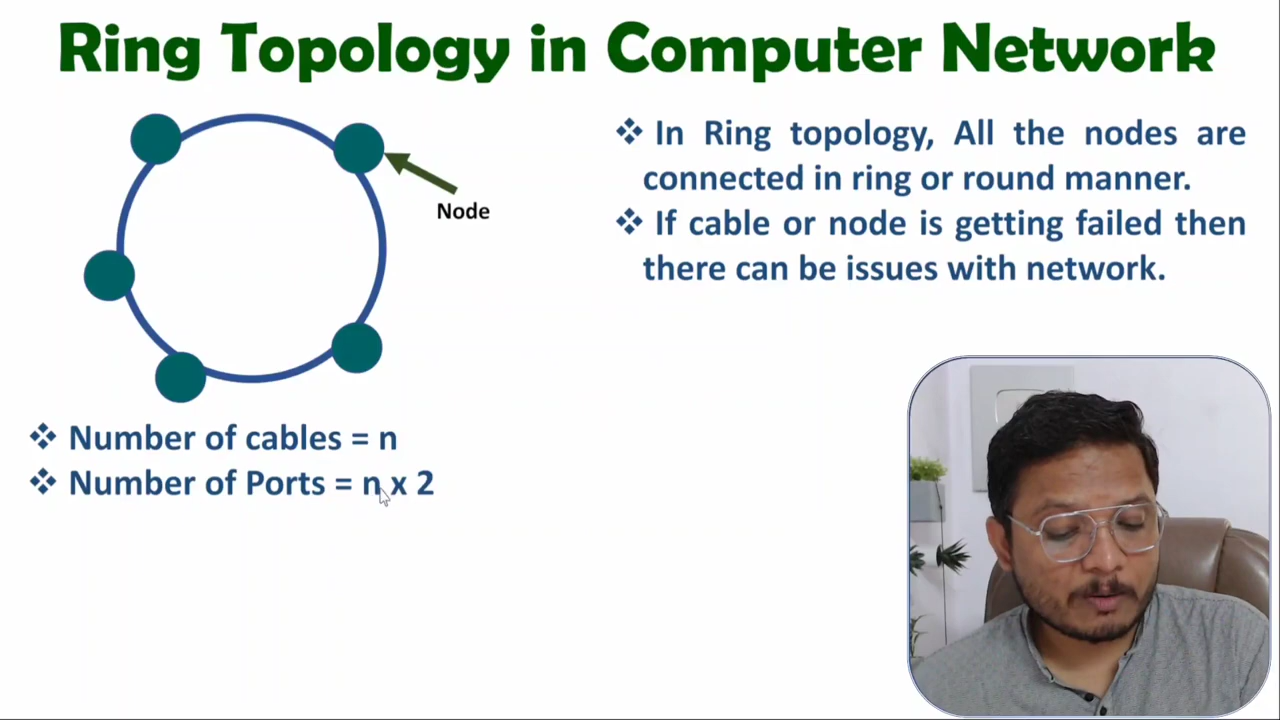 Ring Topology in Computer Network
Node
❖ Number of cables = n
❖ Number of Ports = n x 2
❖ In Ring topology, All the nodes are
connected in ring or round manner.
❖ If cable or node is getting failed then
there can be issues with network.